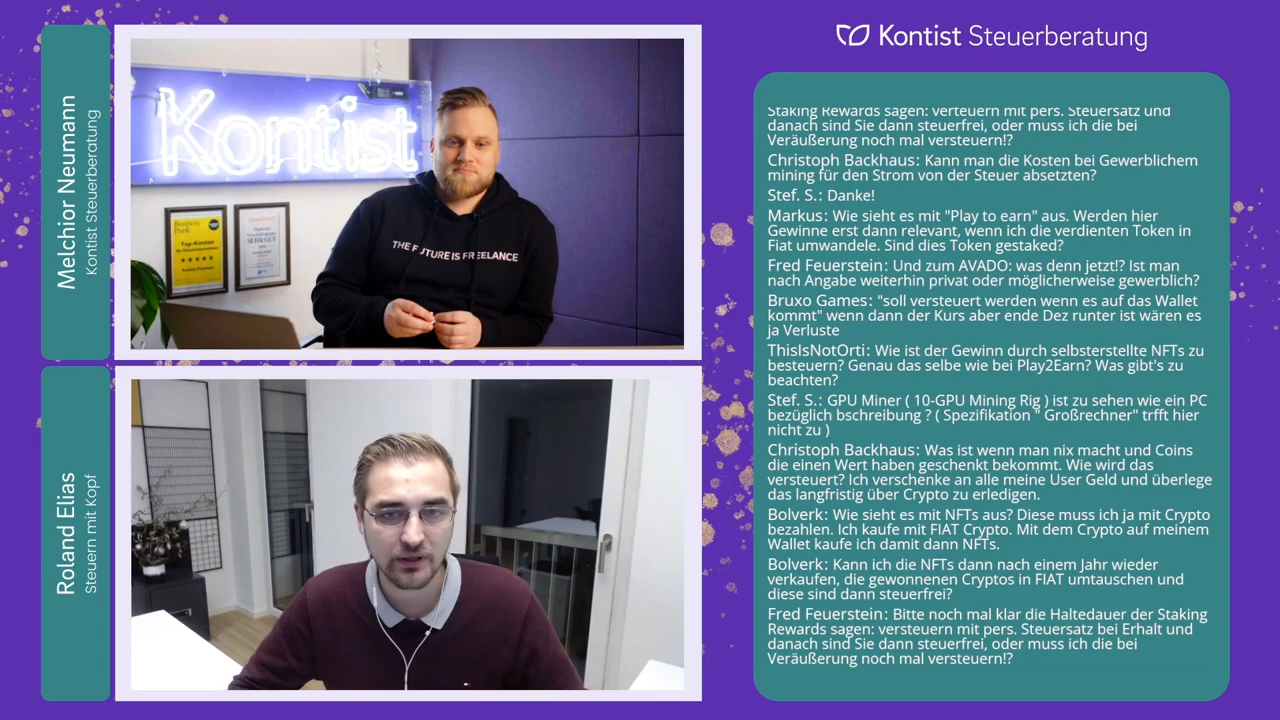 Melchior Neumann
Kontist Steuerberatung
Kontist
Business Punk
Top-Konten
★★★★★
SEHR GUT
THE FUTURE IS FREELANCE
Roland Elias
Steuern mit Kopf
Kontist Steuerberatung
Staking Rewards sagen: verteuern mit pers. Steuersatz und
danach sind Sie dann steuerfrei, oder muss ich die bei
Veräußerung noch mal versteuern!?
Christoph Backhaus: Kann man die Kosten bei Gewerblichem
mining für den Strom von der Steuer absetzten?
Stef. S.: Danke!
Markus: Wie sieht es mit "Play to earn" aus. Werden hier
Gewinne erst dann relevant, wenn ich die verdienten Token in
Fiat umwandele. Sind dies Token gestaked?
Fred Feuerstein: Und zum AVADO: was denn jetzt!? Ist man
nach Angabe weiterhin privat oder möglicherweise gewerblich?
Bruxo Games: "soll versteuert werden wenn es auf das Wallet
kommt" wenn dann der Kurs aber ende Dez runter ist wären es
ja Verluste
ThisIsNotOrti: Wie ist der Gewinn durch selbsterstellte NFTs zu
besteuern? Genau das selbe wie bei Play2Earn? Was gibt's zu
beachten?
Stef. S.: GPU Miner ( 10-GPU Mining Rig ) ist zu sehen wie ein PC
bezüglich bschreibung ? ( Spezifikation " Großrechner" trfft hier
nicht zu )
Christoph Backhaus: Was ist wenn man nix macht und Coins
die einen Wert haben geschenkt bekommt. Wie wird das
versteuert? Ich verschenke an alle meine User Geld und überlege
das langfristig über Crypto zu erledigen.
Bolverk: Wie sieht es mit NFTs aus? Diese muss ich ja mit Crypto
bezahlen. Ich kaufe mit FIAT Crypto. Mit dem Crypto auf meinem
Wallet kaufe ich damit dann NFTs.
Bolverk: Kann ich die NFTs dann nach einem Jahr wieder
verkaufen, die gewonnenen Cryptos in FIAT umtauschen und
diese sind dann steuerfrei?
Fred Feuerstein: Bitte noch mal klar die Haltedauer der Staking
Rewards sagen: versteuern mit pers. Steuersatz bei Erhalt und
danach sind Sie dann steuerfrei, oder muss ich die bei
Veräußerung noch mal versteuern!?